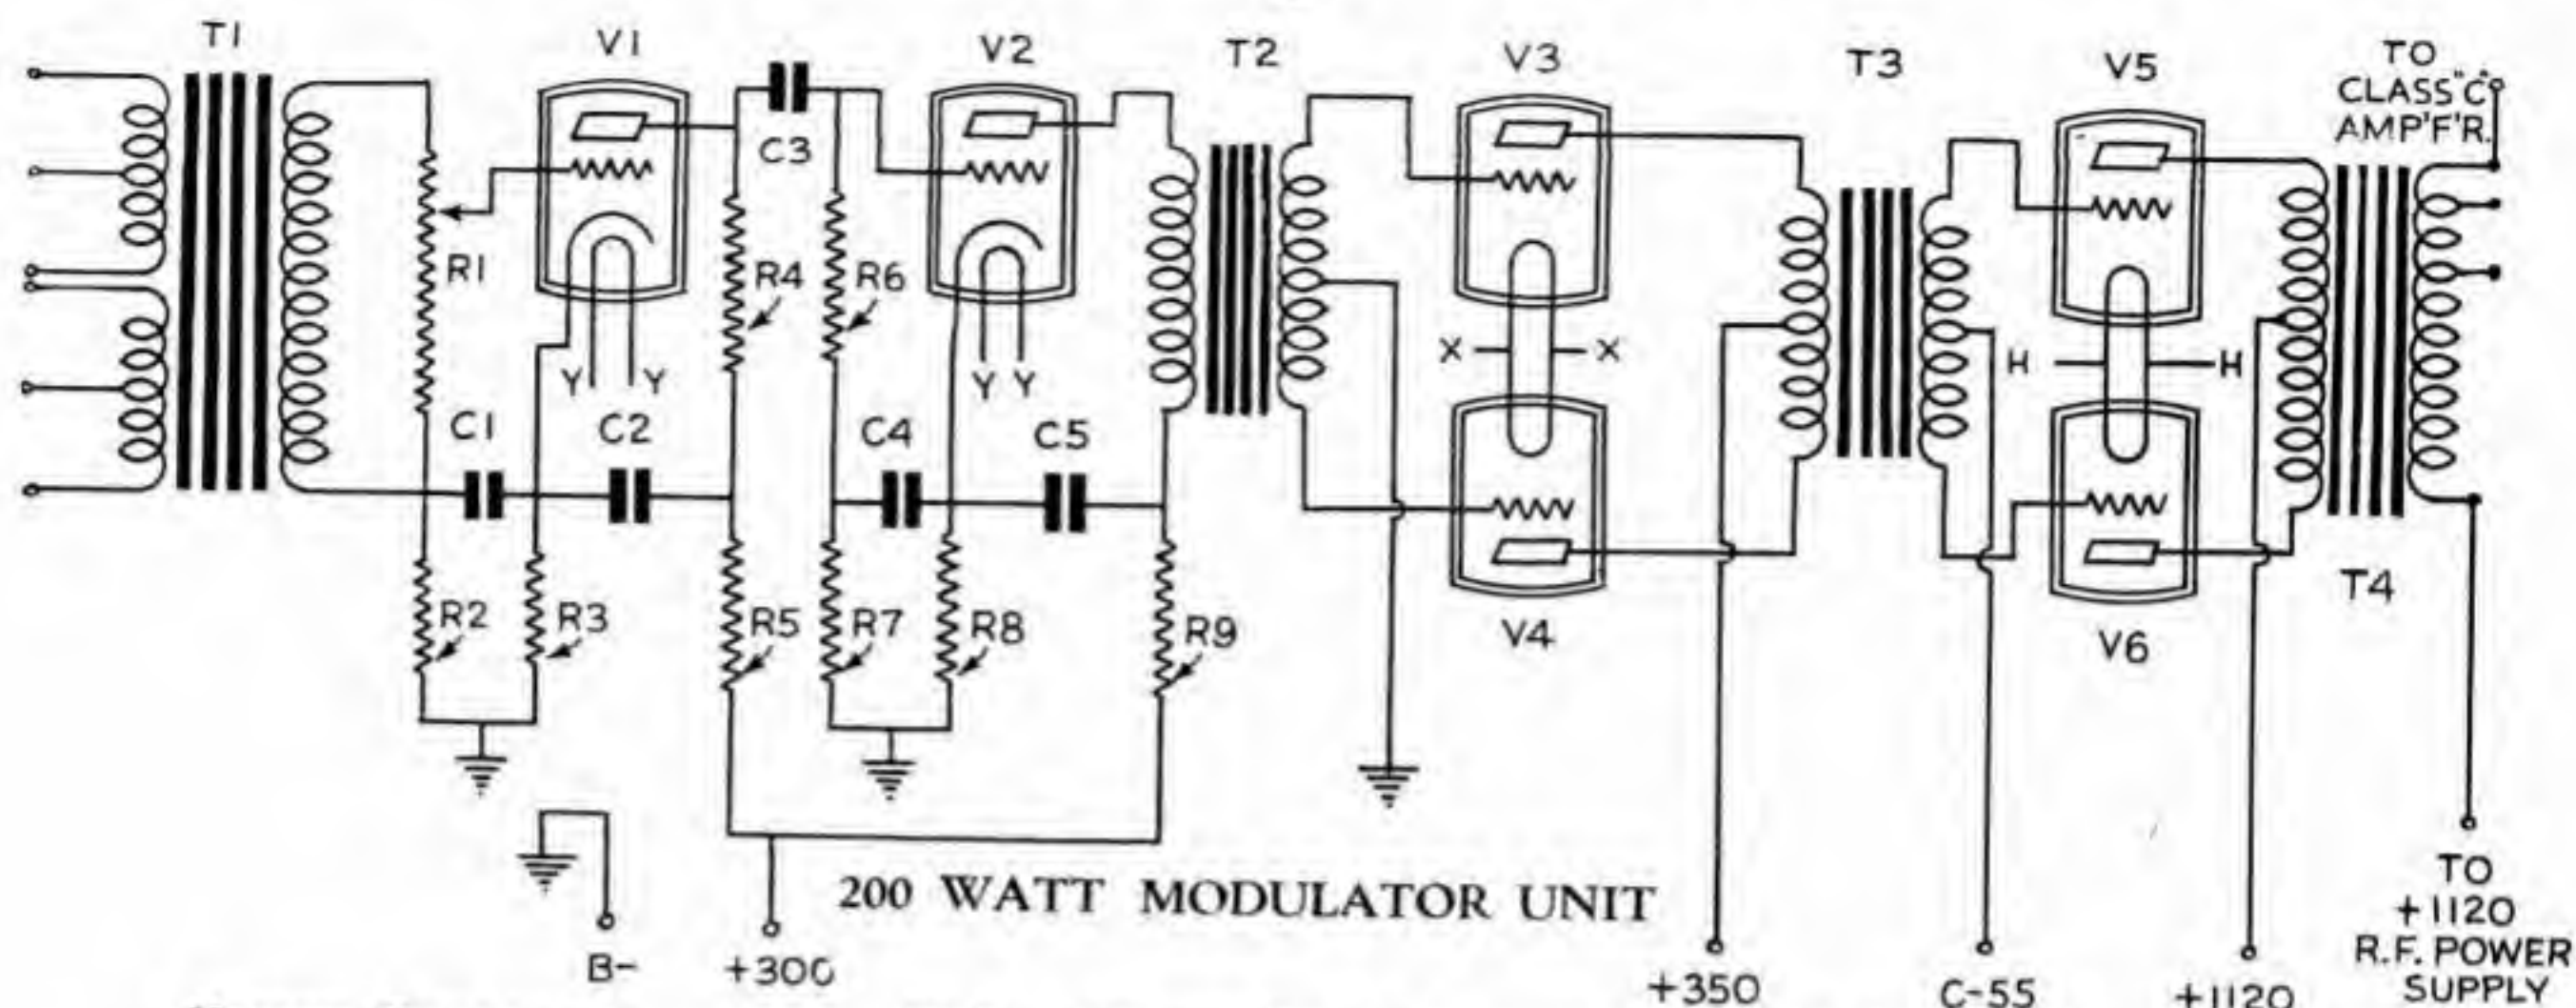 T1
V1
C3
V2
T2
V3
T3
V5
TO
CLASS "C"
AMP'F'R.
R1
R4
R6
Y Y
Y Y
X X
H H
C1
C2
C4
C5
R2
R3
R5
R7
R8
R9
V4
V6
T4
200 WATT MODULATOR UNIT
B-
+300
+350
C-55
+1120
TO
+1120
R.F. POWER
SUPPLY